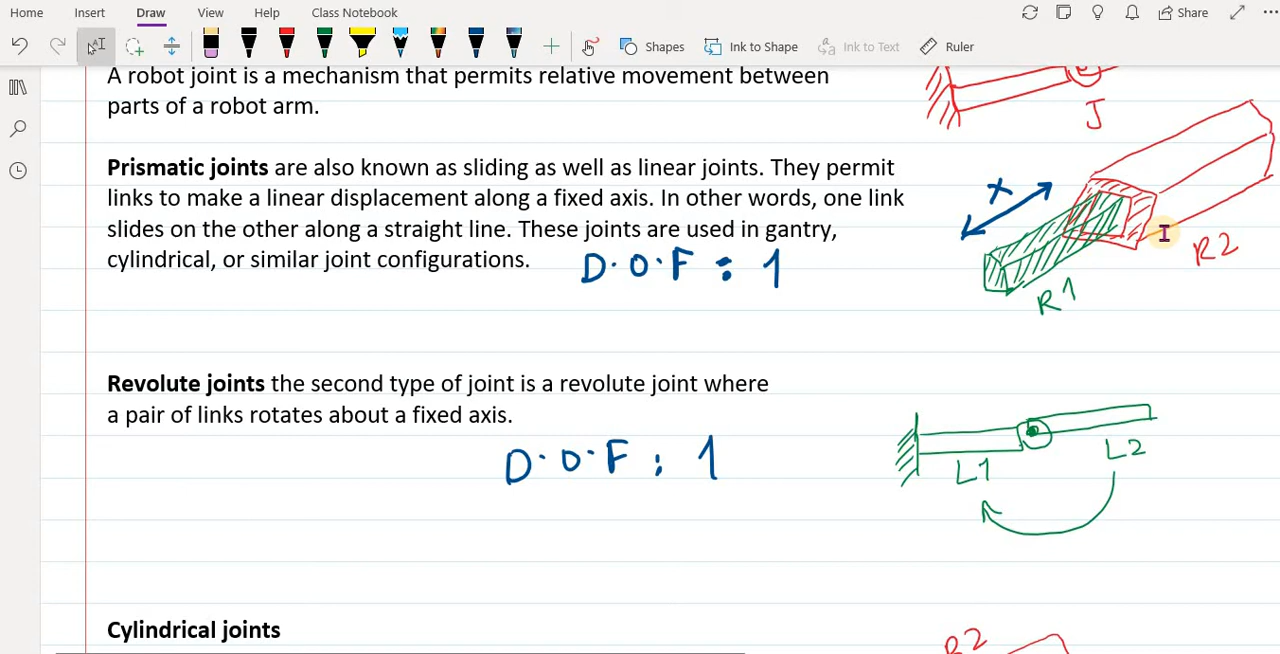 Home Insert Draw View Help Class Notebook Share
Shapes Ink to Shape Ink to Text Ruler
A robot joint is a mechanism that permits relative movement between
parts of a robot arm.
J
Prismatic joints are also known as sliding as well as linear joints. They permit
links to make a linear displacement along a fixed axis. In other words, one link
slides on the other along a straight line. These joints are used in gantry,
cylindrical, or similar joint configurations. D.O.F : 1
X
R2
R1
Revolute joints the second type of joint is a revolute joint where
a pair of links rotates about a fixed axis.
D.O.F : 1
L1 L2
Cylindrical joints
R2